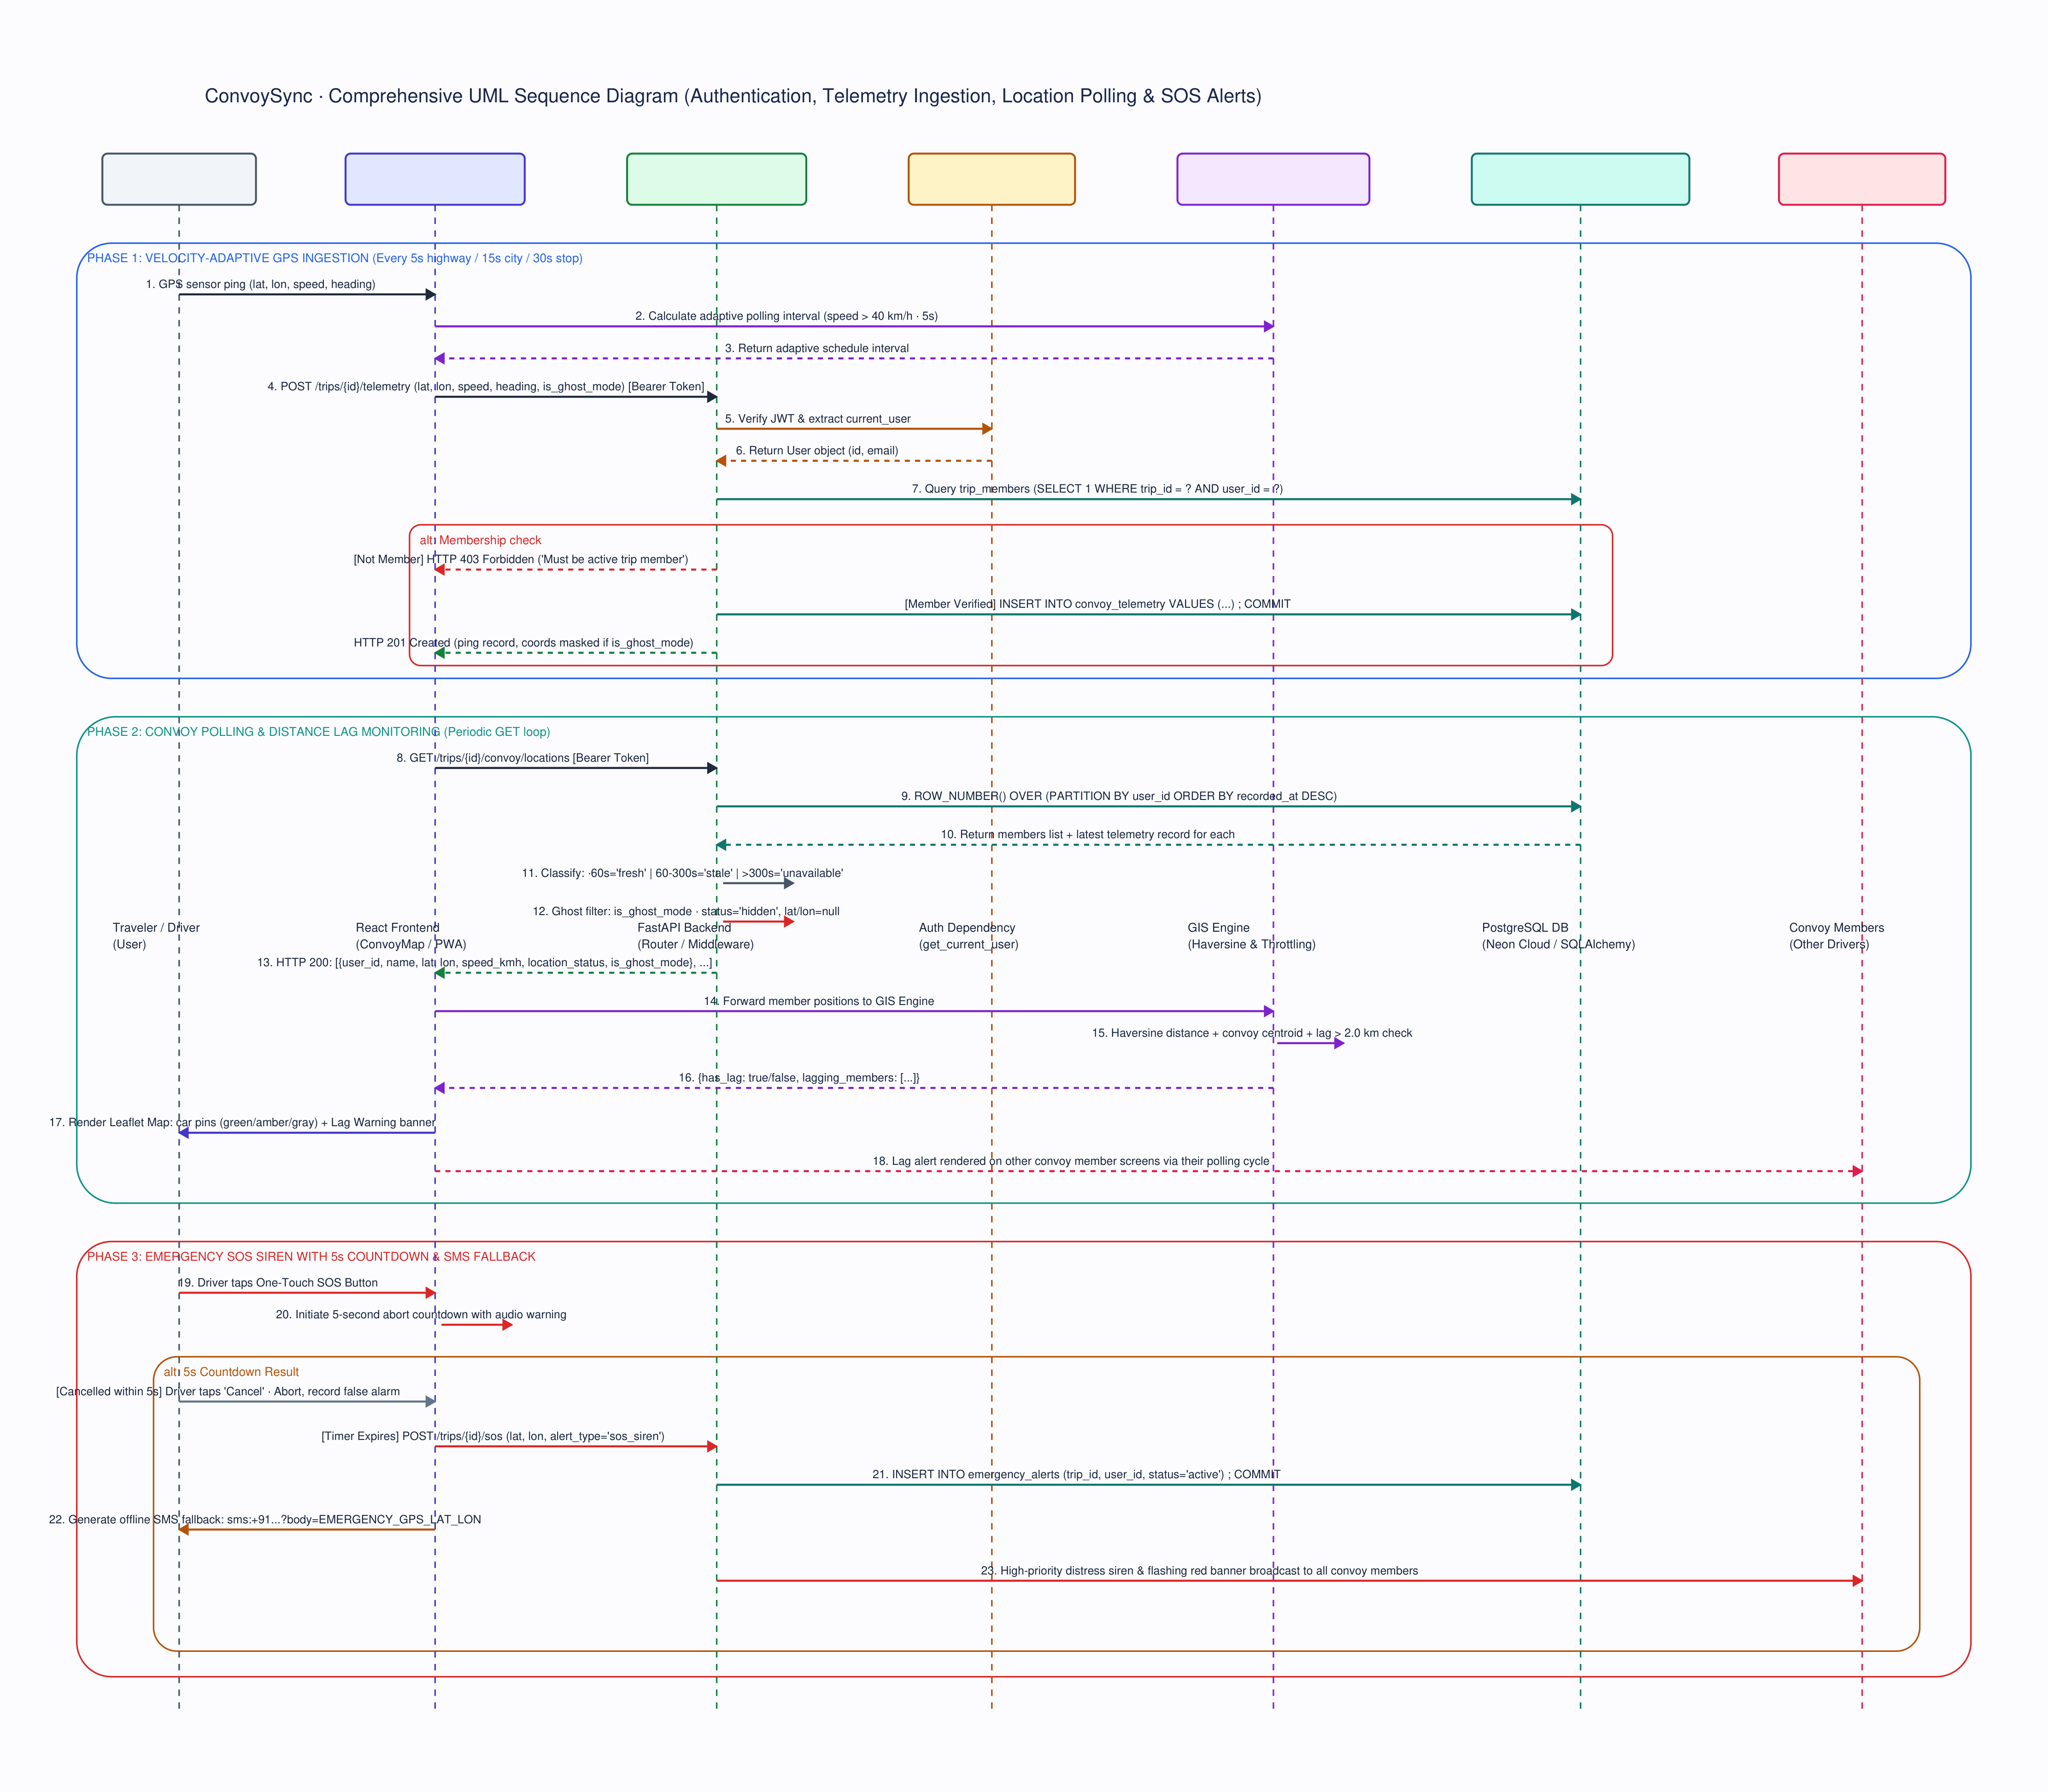 ConvoySync · Comprehensive UML Sequence Diagram (Authentication, Telemetry Ingestion, Location Polling & SOS Alerts)
PHASE 1: VELOCITY-ADAPTIVE GPS INGESTION (Every 5s highway / 15s city / 30s stop)
1. GPS sensor ping (lat, lon, speed, heading)
2. Calculate adaptive polling interval (speed > 40 km/h · 5s)
3. Return adaptive schedule interval
4. POST /trips/{id}/telemetry (lat, lon, speed, heading, is_ghost_mode) [Bearer Token]
5. Verify JWT & extract current_user
6. Return User object (id, email)
7. Query trip_members (SELECT 1 WHERE trip_id = ? AND user_id = ?)
alt: Membership check
[Not Member] HTTP 403 Forbidden ('Must be active trip member')
[Member Verified] INSERT INTO convoy_telemetry VALUES (...) ; COMMIT
HTTP 201 Created (ping record, coords masked if is_ghost_mode)
PHASE 2: CONVOY POLLING & DISTANCE LAG MONITORING (Periodic GET loop)
8. GET /trips/{id}/convoy/locations [Bearer Token]
9. ROW_NUMBER() OVER (PARTITION BY user_id ORDER BY recorded_at DESC)
10. Return members list + latest telemetry record for each
11. Classify: ·60s='fresh' | 60-300s='stale' | >300s='unavailable'
12. Ghost filter: is_ghost_mode · status='hidden', lat/lon=null
Traveler / Driver
(User)
React Frontend
(ConvoyMap / PWA)
FastAPI Backend
(Router / Middleware)
Auth Dependency
(get_current_user)
GIS Engine
(Haversine & Throttling)
PostgreSQL DB
(Neon Cloud / SQLAlchemy)
Convoy Members
(Other Drivers)
13. HTTP 200: [{user_id, name, lat, lon, speed_kmh, location_status, is_ghost_mode}, ...]
14. Forward member positions to GIS Engine
15. Haversine distance + convoy centroid + lag > 2.0 km check
16. {has_lag: true/false, lagging_members: [...]}
17. Render Leaflet Map: car pins (green/amber/gray) + Lag Warning banner
18. Lag alert rendered on other convoy member screens via their polling cycle
PHASE 3: EMERGENCY SOS SIREN WITH 5s COUNTDOWN & SMS FALLBACK
19. Driver taps One-Touch SOS Button
20. Initiate 5-second abort countdown with audio warning
alt: 5s Countdown Result
[Cancelled within 5s] Driver taps 'Cancel' · Abort, record false alarm
[Timer Expires] POST /trips/{id}/sos (lat, lon, alert_type='sos_siren')
21. INSERT INTO emergency_alerts (trip_id, user_id, status='active') ; COMMIT
22. Generate offline SMS fallback: sms:+91...?body=EMERGENCY_GPS_LAT_LON
23. High-priority distress siren & flashing red banner broadcast to all convoy members